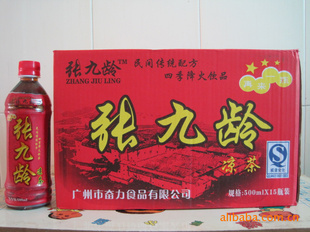 张九龄™
ZHANG JIU LING
民间传统配方
四季降火饮品
张九龄
凉茶
规格:500mlX15瓶装
广州市奋力食品有限公司
张九龄